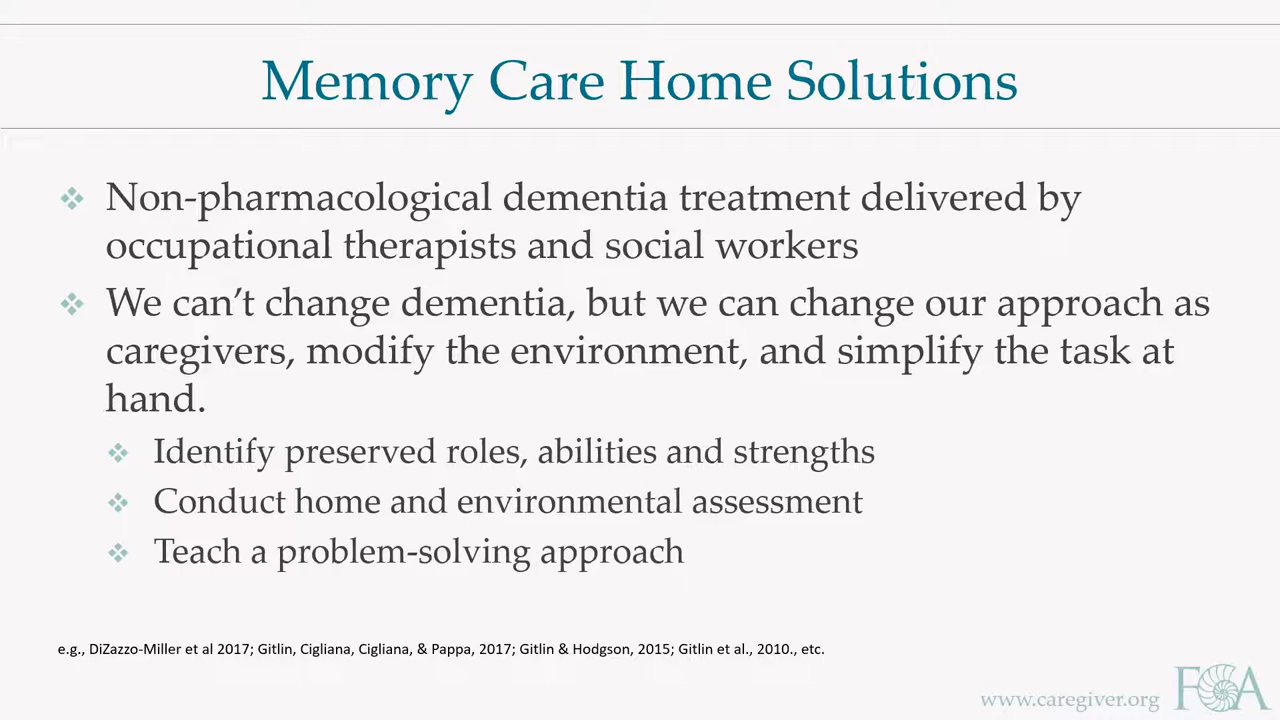 Memory Care Home Solutions
Non-pharmacological dementia treatment delivered by
occupational therapists and social workers
We can’t change dementia, but we can change our approach as
caregivers, modify the environment, and simplify the task at
hand.
Identify preserved roles, abilities and strengths
Conduct home and environmental assessment
Teach a problem-solving approach
e.g., DiZazzo-Miller et al 2017; Gitlin, Cigliana, Cigliana, & Pappa, 2017; Gitlin & Hodgson, 2015; Gitlin et al., 2010., etc.
www.caregiver.org FCA